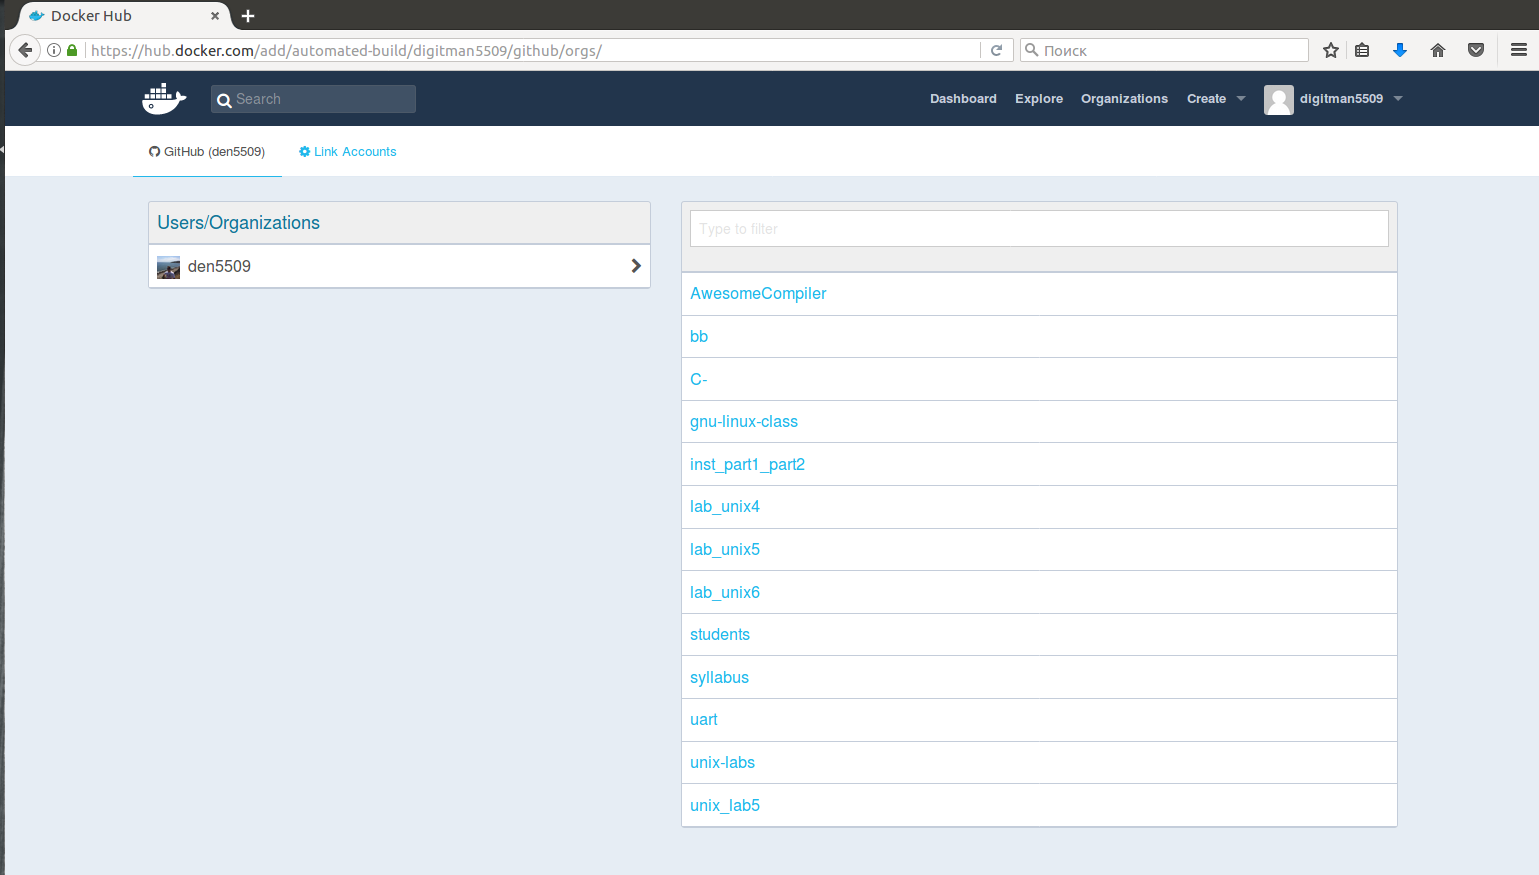 Docker Hub
https://hub.docker.com/add/automated-build/digitman5509/github/orgs/
Поиск
Search
Dashboard Explore Organizations Create digitman5509
GitHub (den5509) Link Accounts
Users/Organizations
den5509
Type to filter
AwesomeCompiler
bb
C-
gnu-linux-class
inst_part1_part2
lab_unix4
lab_unix5
lab_unix6
students
syllabus
uart
unix-labs
unix_lab5